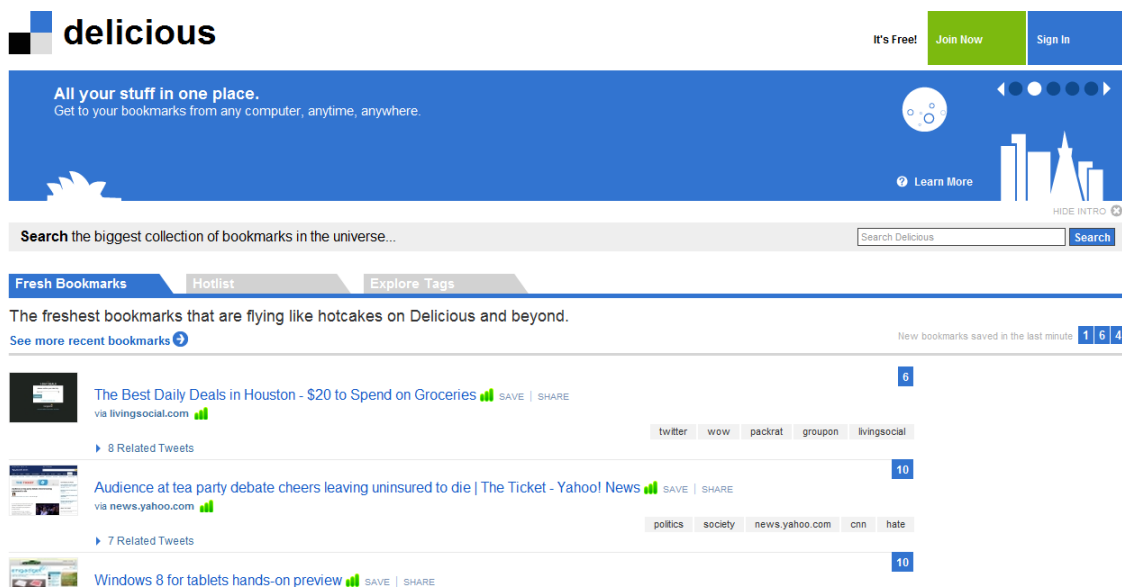 delicious
It's Free!
Join Now
Sign In
All your stuff in one place.
Get to your bookmarks from any computer, anytime, anywhere.
Learn More
HIDE INTRO
Search the biggest collection of bookmarks in the universe...
Search Delicious
Search
Fresh Bookmarks
Hotlist
Explore Tags
The freshest bookmarks that are flying like hotcakes on Delicious and beyond.
See more recent bookmarks
New bookmarks saved in the last minute 1 6 4
6
The Best Daily Deals in Houston - $20 to Spend on Groceries SAVE | SHARE
via livingsocial.com
twitter wow packrat groupon livingsocial
8 Related Tweets
10
Audience at tea party debate cheers leaving uninsured to die | The Ticket - Yahoo! News SAVE | SHARE
via news.yahoo.com
politics society news.yahoo.com cnn hate
7 Related Tweets
10
Windows 8 for tablets hands-on preview SAVE | SHARE